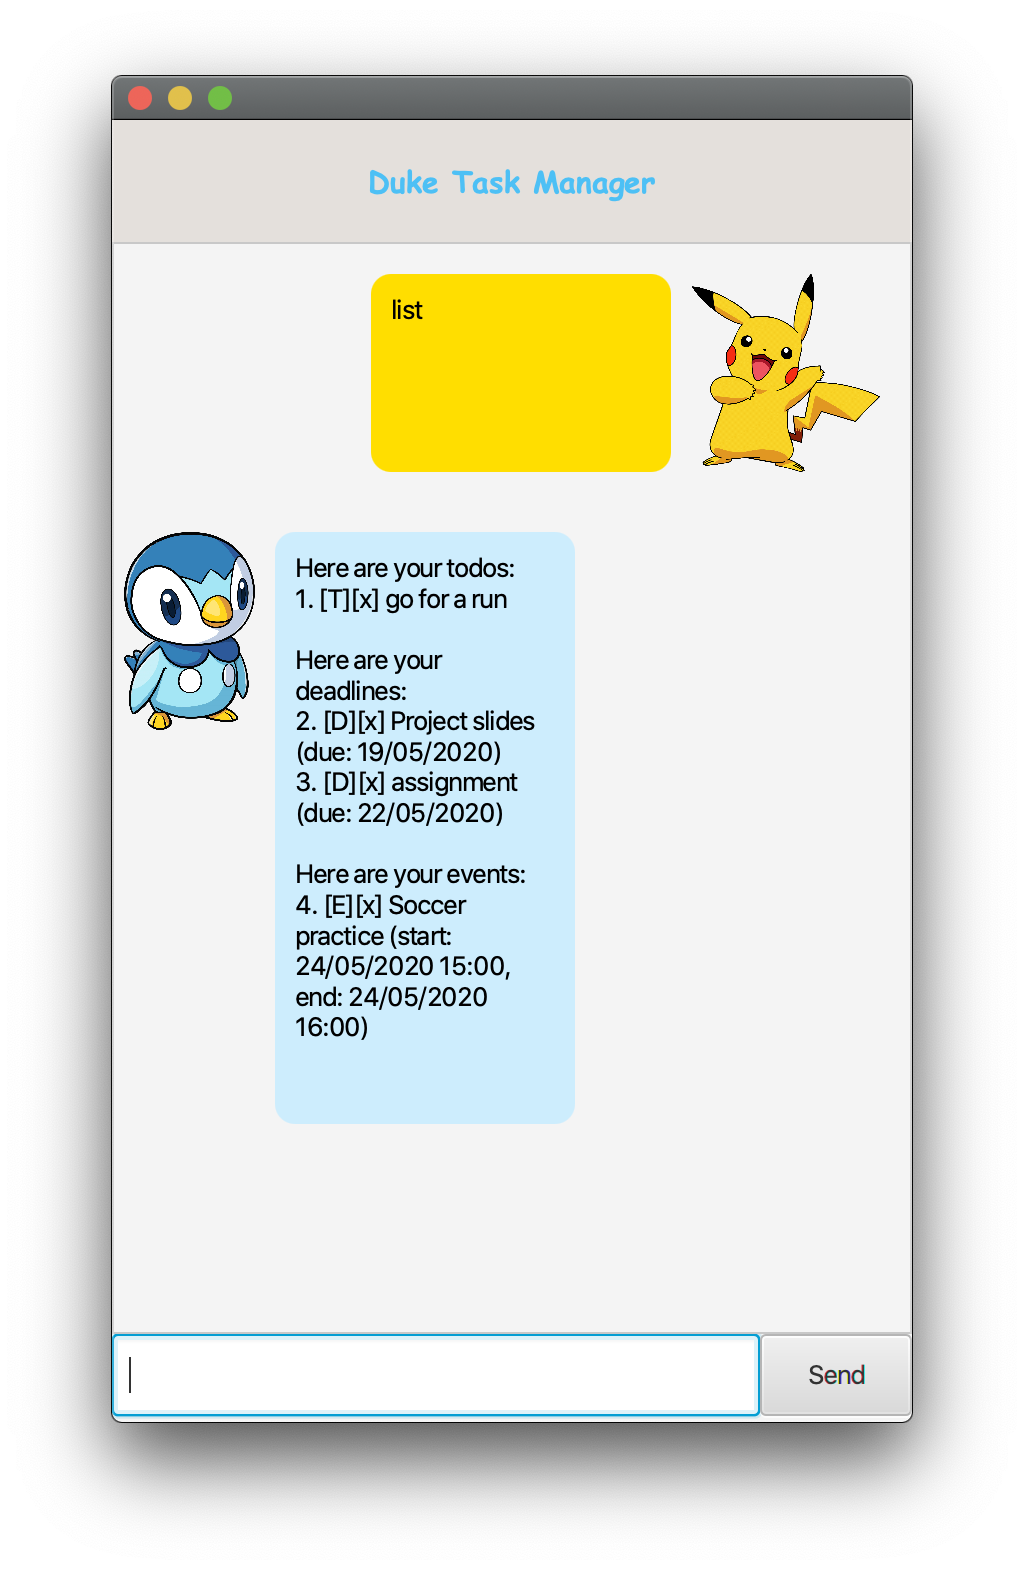 Duke Task Manager
list
Here are your todos:
1. [T][x] go for a run
Here are your
deadlines:
2. [D][x] Project slides
(due: 19/05/2020)
3. [D][x] assignment
(due: 22/05/2020)
Here are your events:
4. [E][x] Soccer
practice (start:
24/05/2020 15:00,
end: 24/05/2020
16:00)
Send